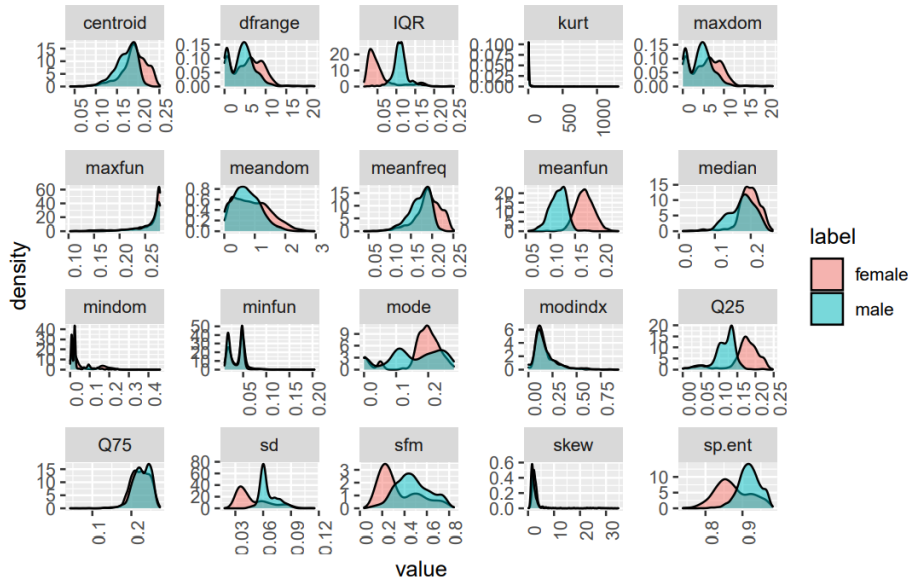 centroid dfrange IQR kurt maxdom
15 10 5 0
0.15 0.10 0.05 0.00
20 10 0
0.100 0.075 0.050 0.025 0.000
0.15 0.10 0.05 0.00
0.05 0.10 0.15 0.20 0.25
0 5 10 15 20
0.05 0.10 0.15 0.20 0.25
0 500 1000
0 5 10 15 20
maxfun meandom meanfreq meanfun median
60 40 20 0
0.8 0.6 0.4 0.2 0.0
15 10 5 0
20 15 10 5 0
15 10 5 0
0.10 0.15 0.20 0.25
0 1 2 3
0.05 0.10 0.15 0.20 0.25
0.05 0.10 0.15 0.20
0.0 0.1 0.2
density
label
female
male
mindom minfun mode modindx Q25
40 30 20 10 0
50 40 30 20 10 0
9 6 3 0
6 4 2 0
20 15 10 5 0
0.0 0.1 0.2 0.3 0.4
0.05 0.10 0.15 0.20
0.0 0.1 0.2
0.00 0.25 0.50 0.75
0.00 0.05 0.10 0.15 0.20 0.25
Q75 sd sfm skew sp.ent
15 10 5 0
80 60 40 20 0
3 2 1 0
0.6 0.4 0.2 0.0
10 5 0
0.1 0.2
0.03 0.06 0.09 0.12
0.0 0.2 0.4 0.6 0.8
0 10 20 30
0.8 0.9
value